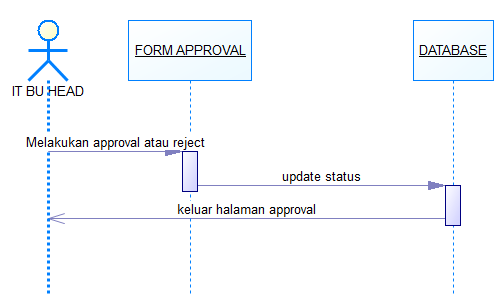 FORM APPROVAL
DATABASE
IT BU HEAD
Melakukan approval atau reject
update status
keluar halaman approval